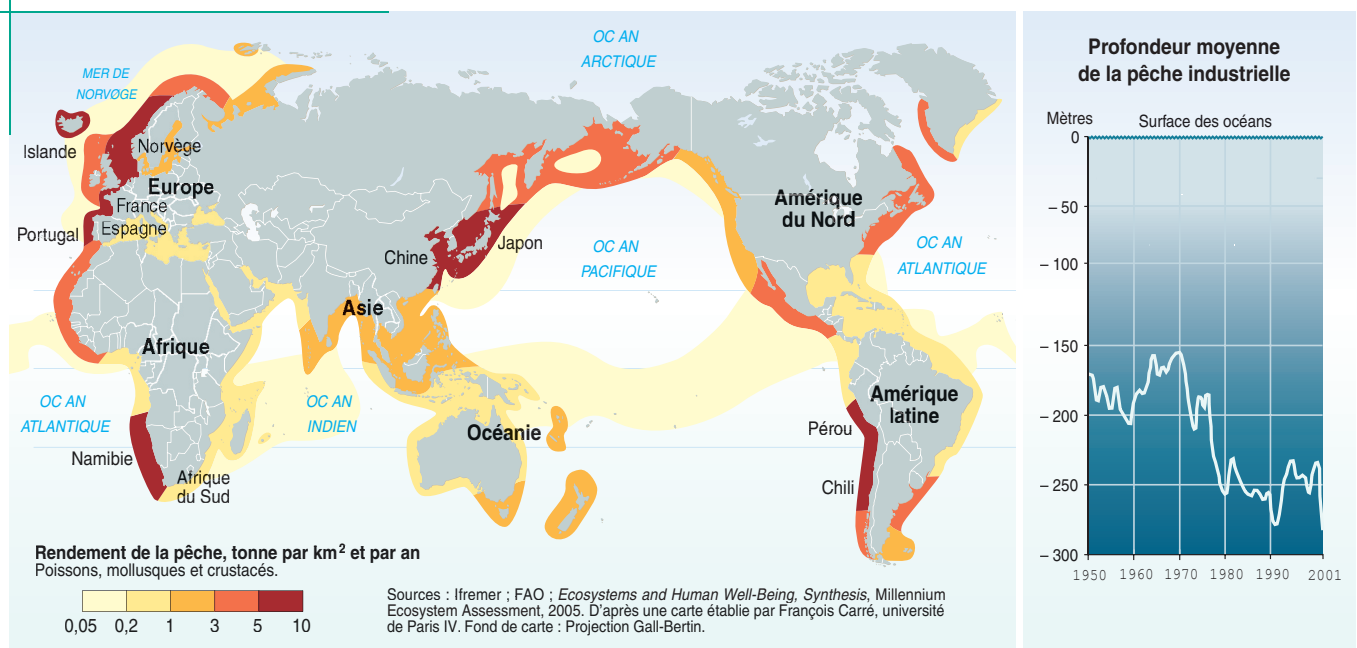 OC AN
ARCTIQUE
MER DE
NORVØGE
Islande
Norvège
Europe
France
Portugal
Espagne
Chine
Japon
Asie
Afrique
OC AN
PACIFIQUE
Amérique
du Nord
OC AN
ATLANTIQUE
OC AN
ATLANTIQUE
OC AN
INDIEN
Océanie
Amérique
latine
Pérou
Chili
Namibie
Afrique
du Sud
Rendement de la pêche, tonne par km² et par an
Poissons, mollusques et crustacés.
0,05 0,2 1 3 5 10
Sources : Ifremer ; FAO ; Ecosystems and Human Well-Being, Synthesis, Millennium
Ecosystem Assessment, 2005. D'après une carte établie par François Carré, université
de Paris IV. Fond de carte : Projection Gall-Bertin.
Profondeur moyenne
de la pêche industrielle
Mètres
Surface des océans
0
– 50
– 100
– 150
– 200
– 250
– 300
1950 1960 1970 1980 1990 2001